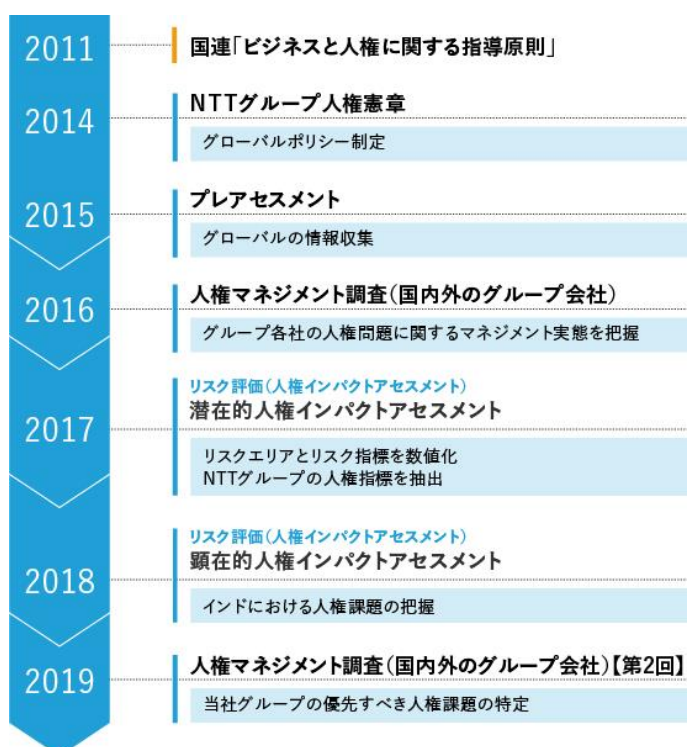 2011
国連「ビジネスと人権に関する指導原則」
2014
NTTグループ人権憲章
グローバルポリシー制定
2015
プレアセスメント
グローバルの情報収集
2016
人権マネジメント調査(国内外のグループ会社)
グループ各社の人権問題に関するマネジメント実態を把握
2017
リスク評価(人権インパクトアセスメント)
潜在的人権インパクトアセスメント
リスクエリアとリスク指標を数値化
NTTグループの人権指標を抽出
2018
リスク評価(人権インパクトアセスメント)
顕在的人権インパクトアセスメント
インドにおける人権課題の把握
2019
人権マネジメント調査(国内外のグループ会社)【第2回】
当社グループの優先すべき人権課題の特定